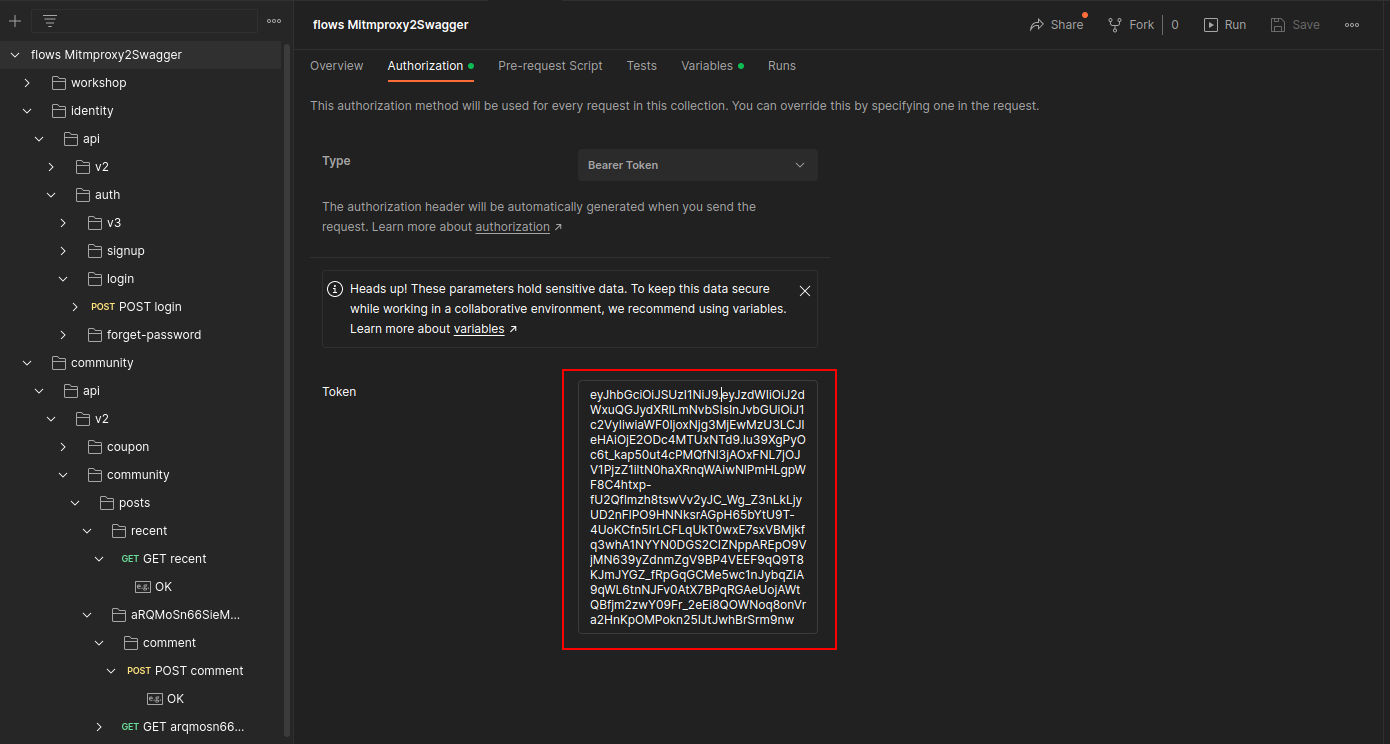 flows Mitmproxy2Swagger
Share
Fork
0
Run
Save
flows Mitmproxy2Swagger
workshop
identity
api
v2
auth
v3
signup
login
POST POST login
forget-password
community
api
v2
coupon
community
posts
recent
GET GET recent
e.g. OK
aRQMoSn66SieM...
comment
POST POST comment
e.g. OK
GET GET arqmosn66...
Overview
Authorization
Pre-request Script
Tests
Variables
Runs
This authorization method will be used for every request in this collection. You can override this by specifying one in the request.
Type
Bearer Token
The authorization header will be automatically generated when you send the
request. Learn more about authorization ↗
Heads up! These parameters hold sensitive data. To keep this data secure
while working in a collaborative environment, we recommend using variables.
Learn more about variables ↗
Token